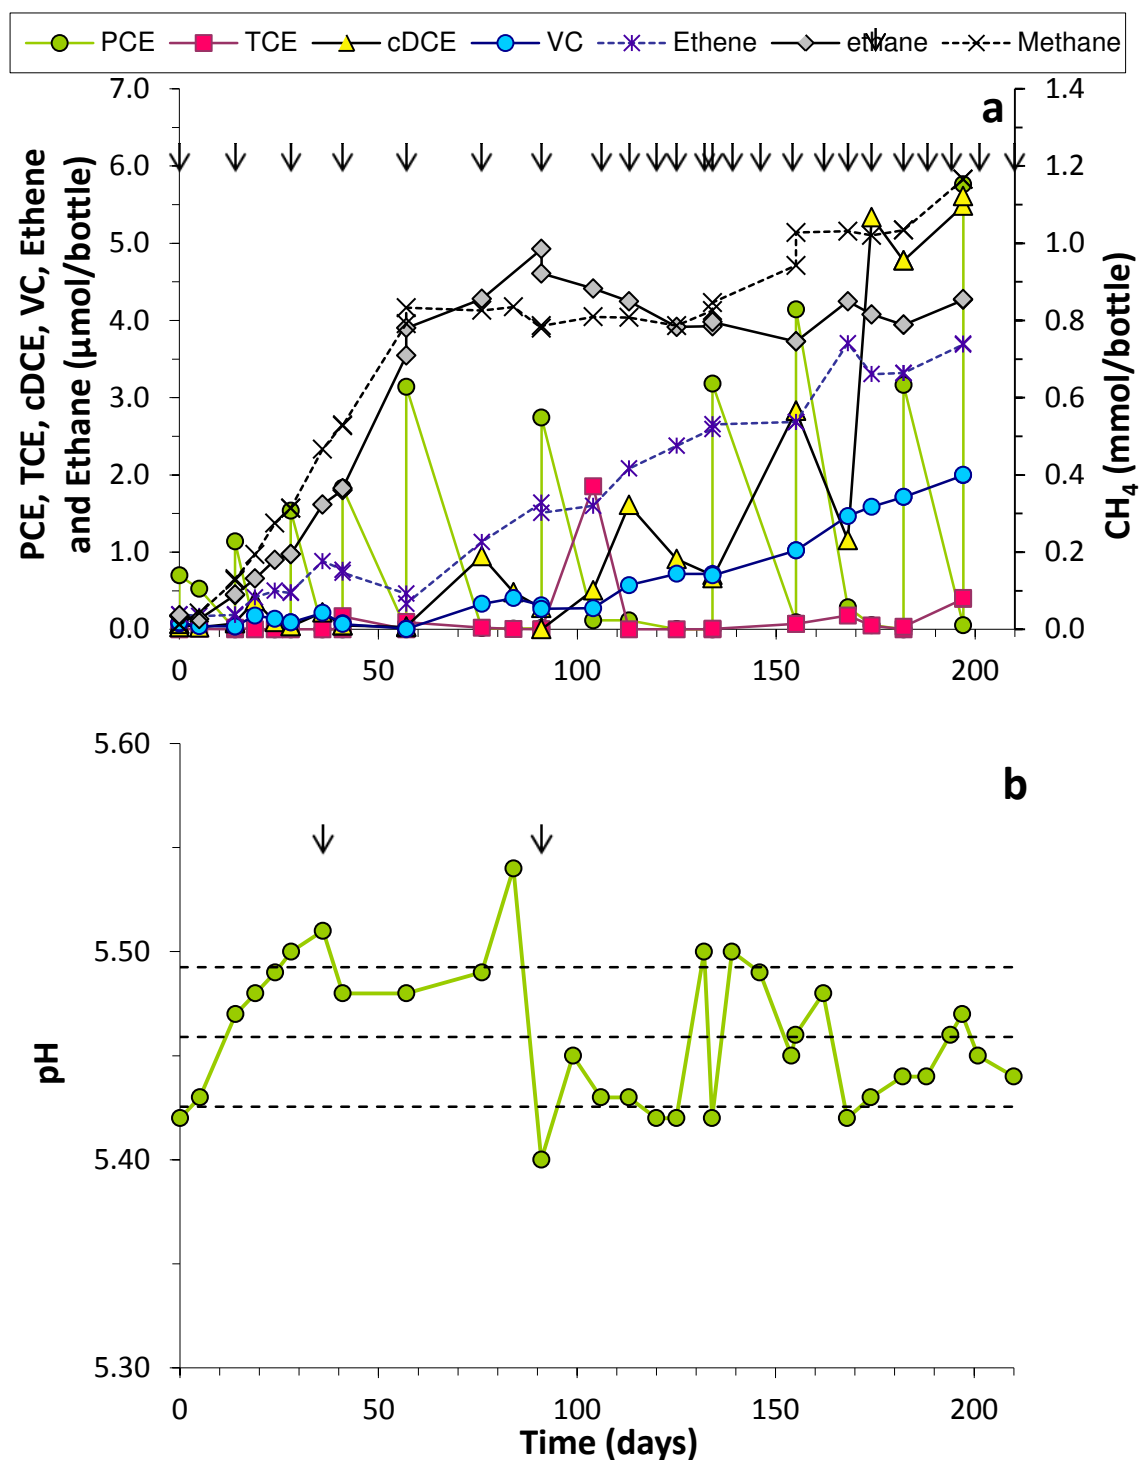 PCE TCE cDCE VC Ethene ethane Methane
a
PCE, TCE, cDCE, VC, Ethene
and Ethane (µmol/bottle)
7.0
6.0
5.0
4.0
3.0
2.0
1.0
0.0
1.4
1.2
1.0
0.8
0.6
0.4
0.2
0.0
CH₄ (mmol/bottle)
0 50 100 150 200
b
pH
5.60
5.50
5.40
5.30
0 50 100 150 200
Time (days)